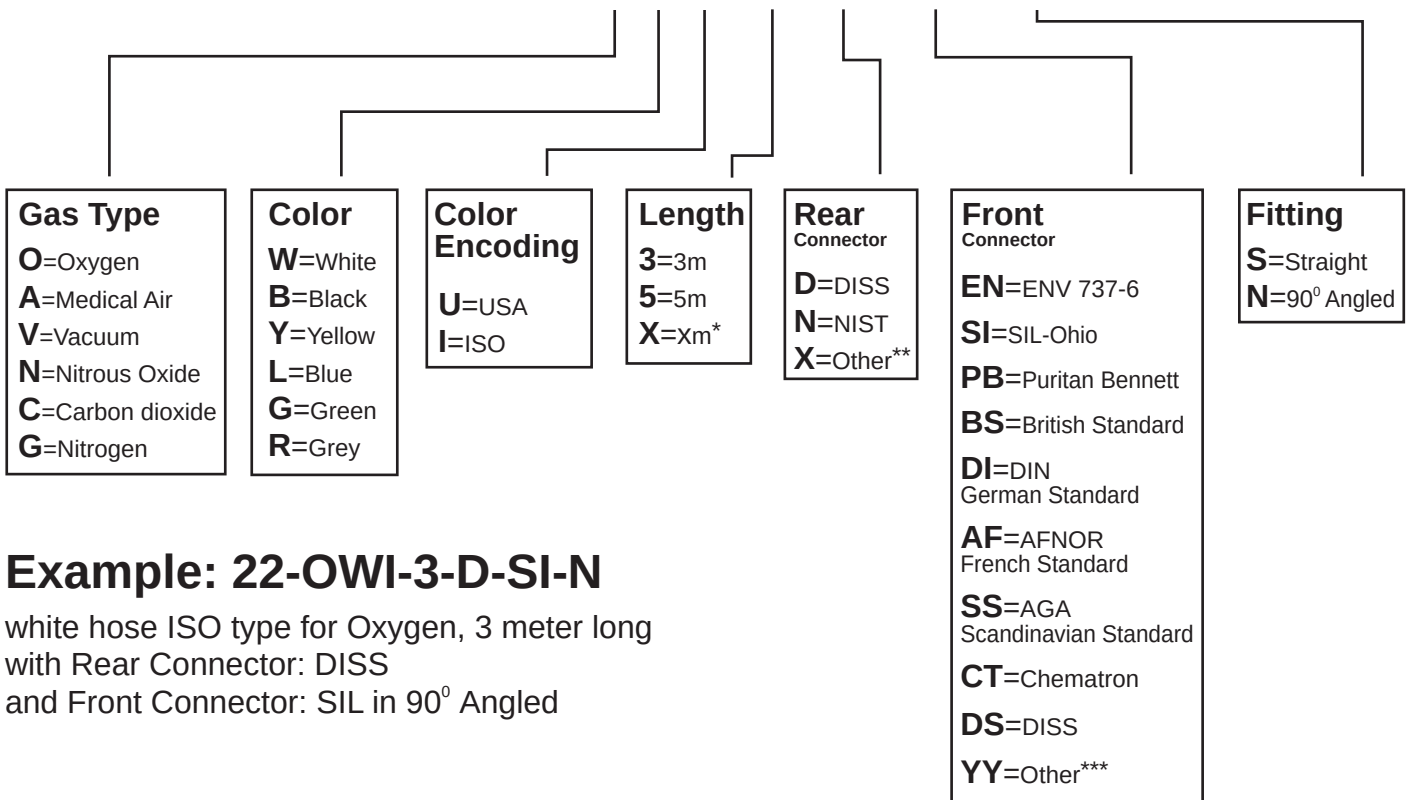 Gas Type
O=Oxygen
A=Medical Air
V=Vacuum
N=Nitrous Oxide
C=Carbon dioxide
G=Nitrogen
Color
W=White
B=Black
Y=Yellow
L=Blue
G=Green
R=Grey
Color
Encoding
U=USA
I=ISO
Length
3=3m
5=5m
X=Xm*
Rear
Connector
D=DISS
N=NIST
X=Other**
Front
Connector
EN=ENV 737-6
SI=SIL-Ohio
PB=Puritan Bennett
BS=British Standard
DI=DIN
German Standard
AF=AFNOR
French Standard
SS=AGA
Scandinavian Standard
CT=Chematron
DS=DISS
YY=Other***
Fitting
S=Straight
N=90⁰ Angled
Example: 22-OWI-3-D-SI-N
white hose ISO type for Oxygen, 3 meter long
with Rear Connector: DISS
and Front Connector: SIL in 90⁰ Angled